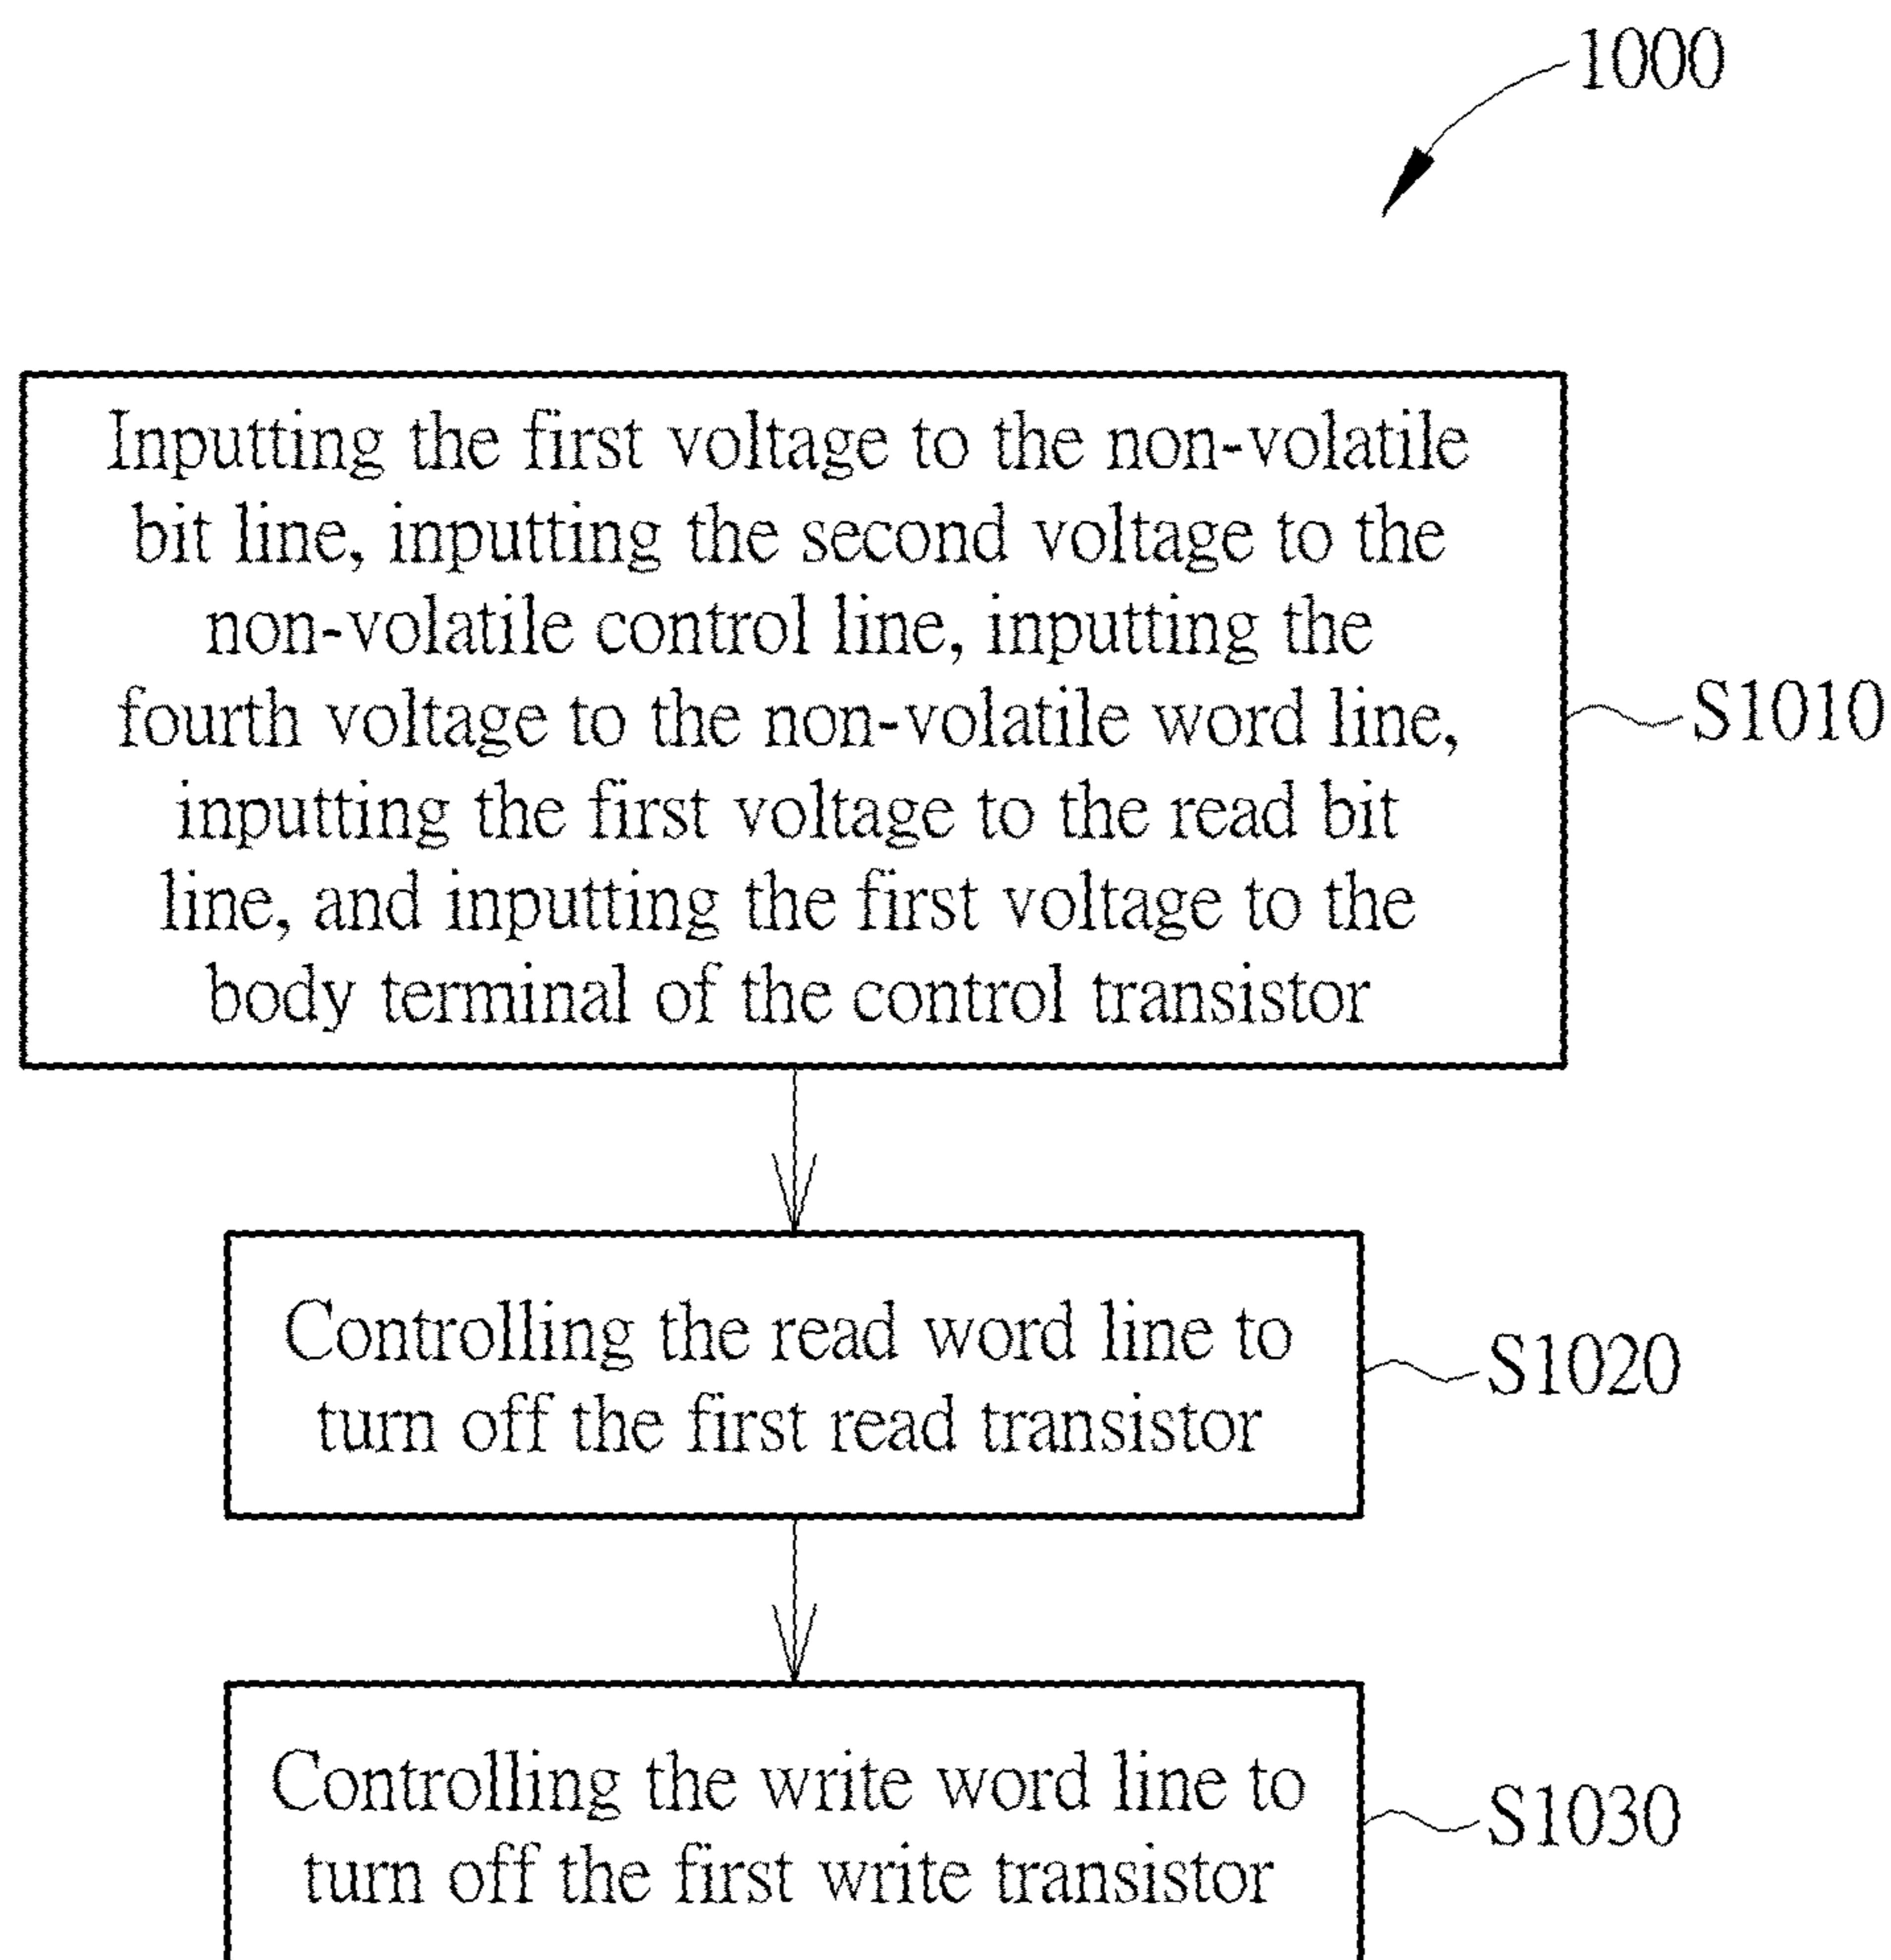 1000
Inputting the first voltage to the non-volatile
bit line, inputting the second voltage to the
non-volatile control line, inputting the
fourth voltage to the non-volatile word line,
inputting the first voltage to the read bit
line, and inputting the first voltage to the
body terminal of the control transistor
S1010
Controlling the read word line to
turn off the first read transistor
S1020
Controlling the write word line to
turn off the first write transistor
S1030